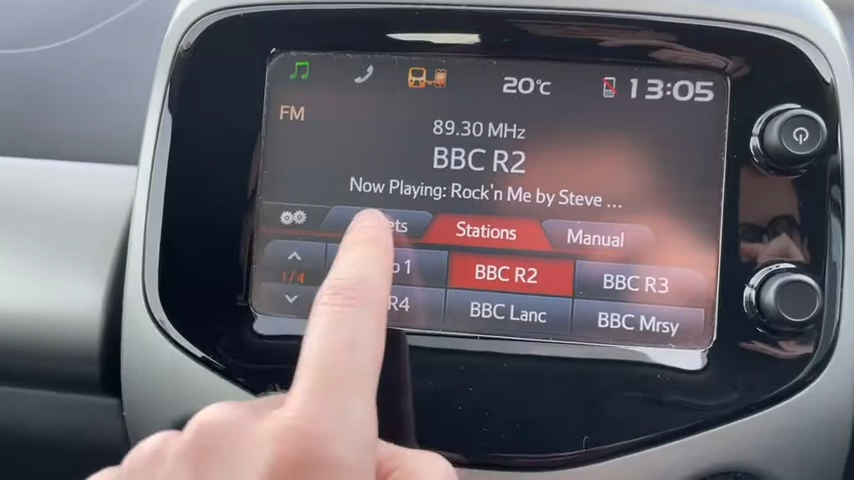 20°C
13:05
FM
89.30 MHz
BBC R2
Now Playing: Rock'n Me by Steve ...
Stations
Manual
1/4
BBC R2
BBC R3
R4
BBC Lanc
BBC Mrsy